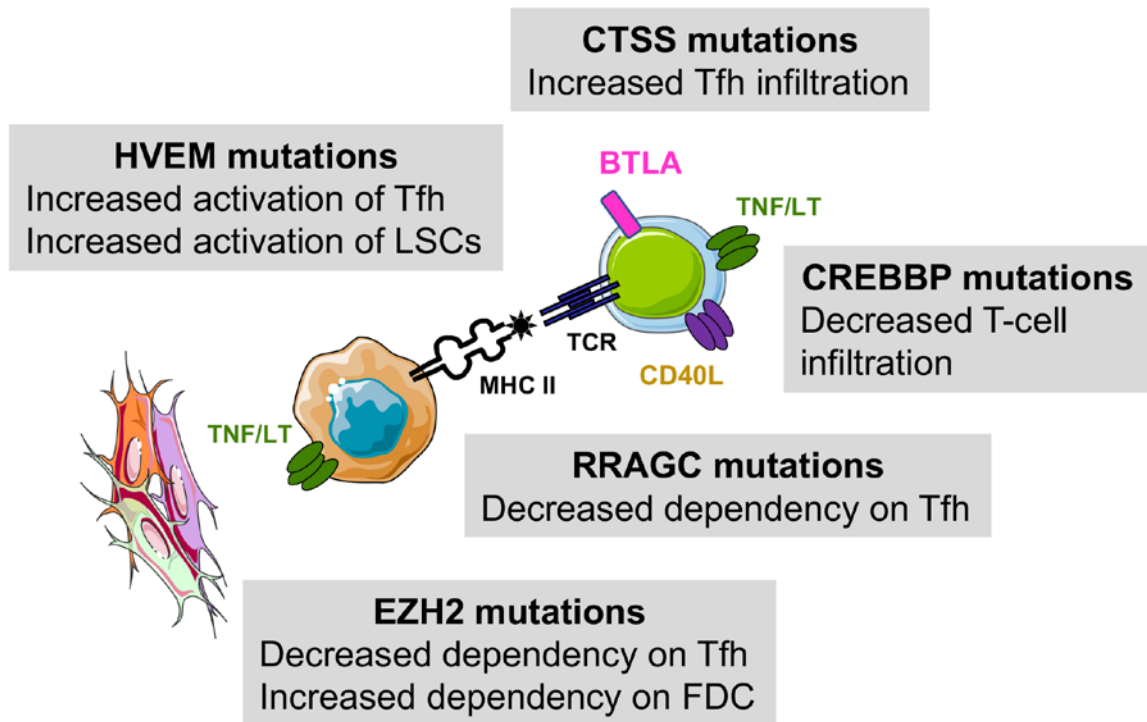 CTSS mutations
Increased Tfh infiltration
HVEM mutations
Increased activation of Tfh
Increased activation of LSCs
BTLA
TNF/LT
CREBBP mutations
Decreased T-cell
infiltration
TCR
MHC II
CD40L
TNF/LT
RRAGC mutations
Decreased dependency on Tfh
EZH2 mutations
Decreased dependency on Tfh
Increased dependency on FDC